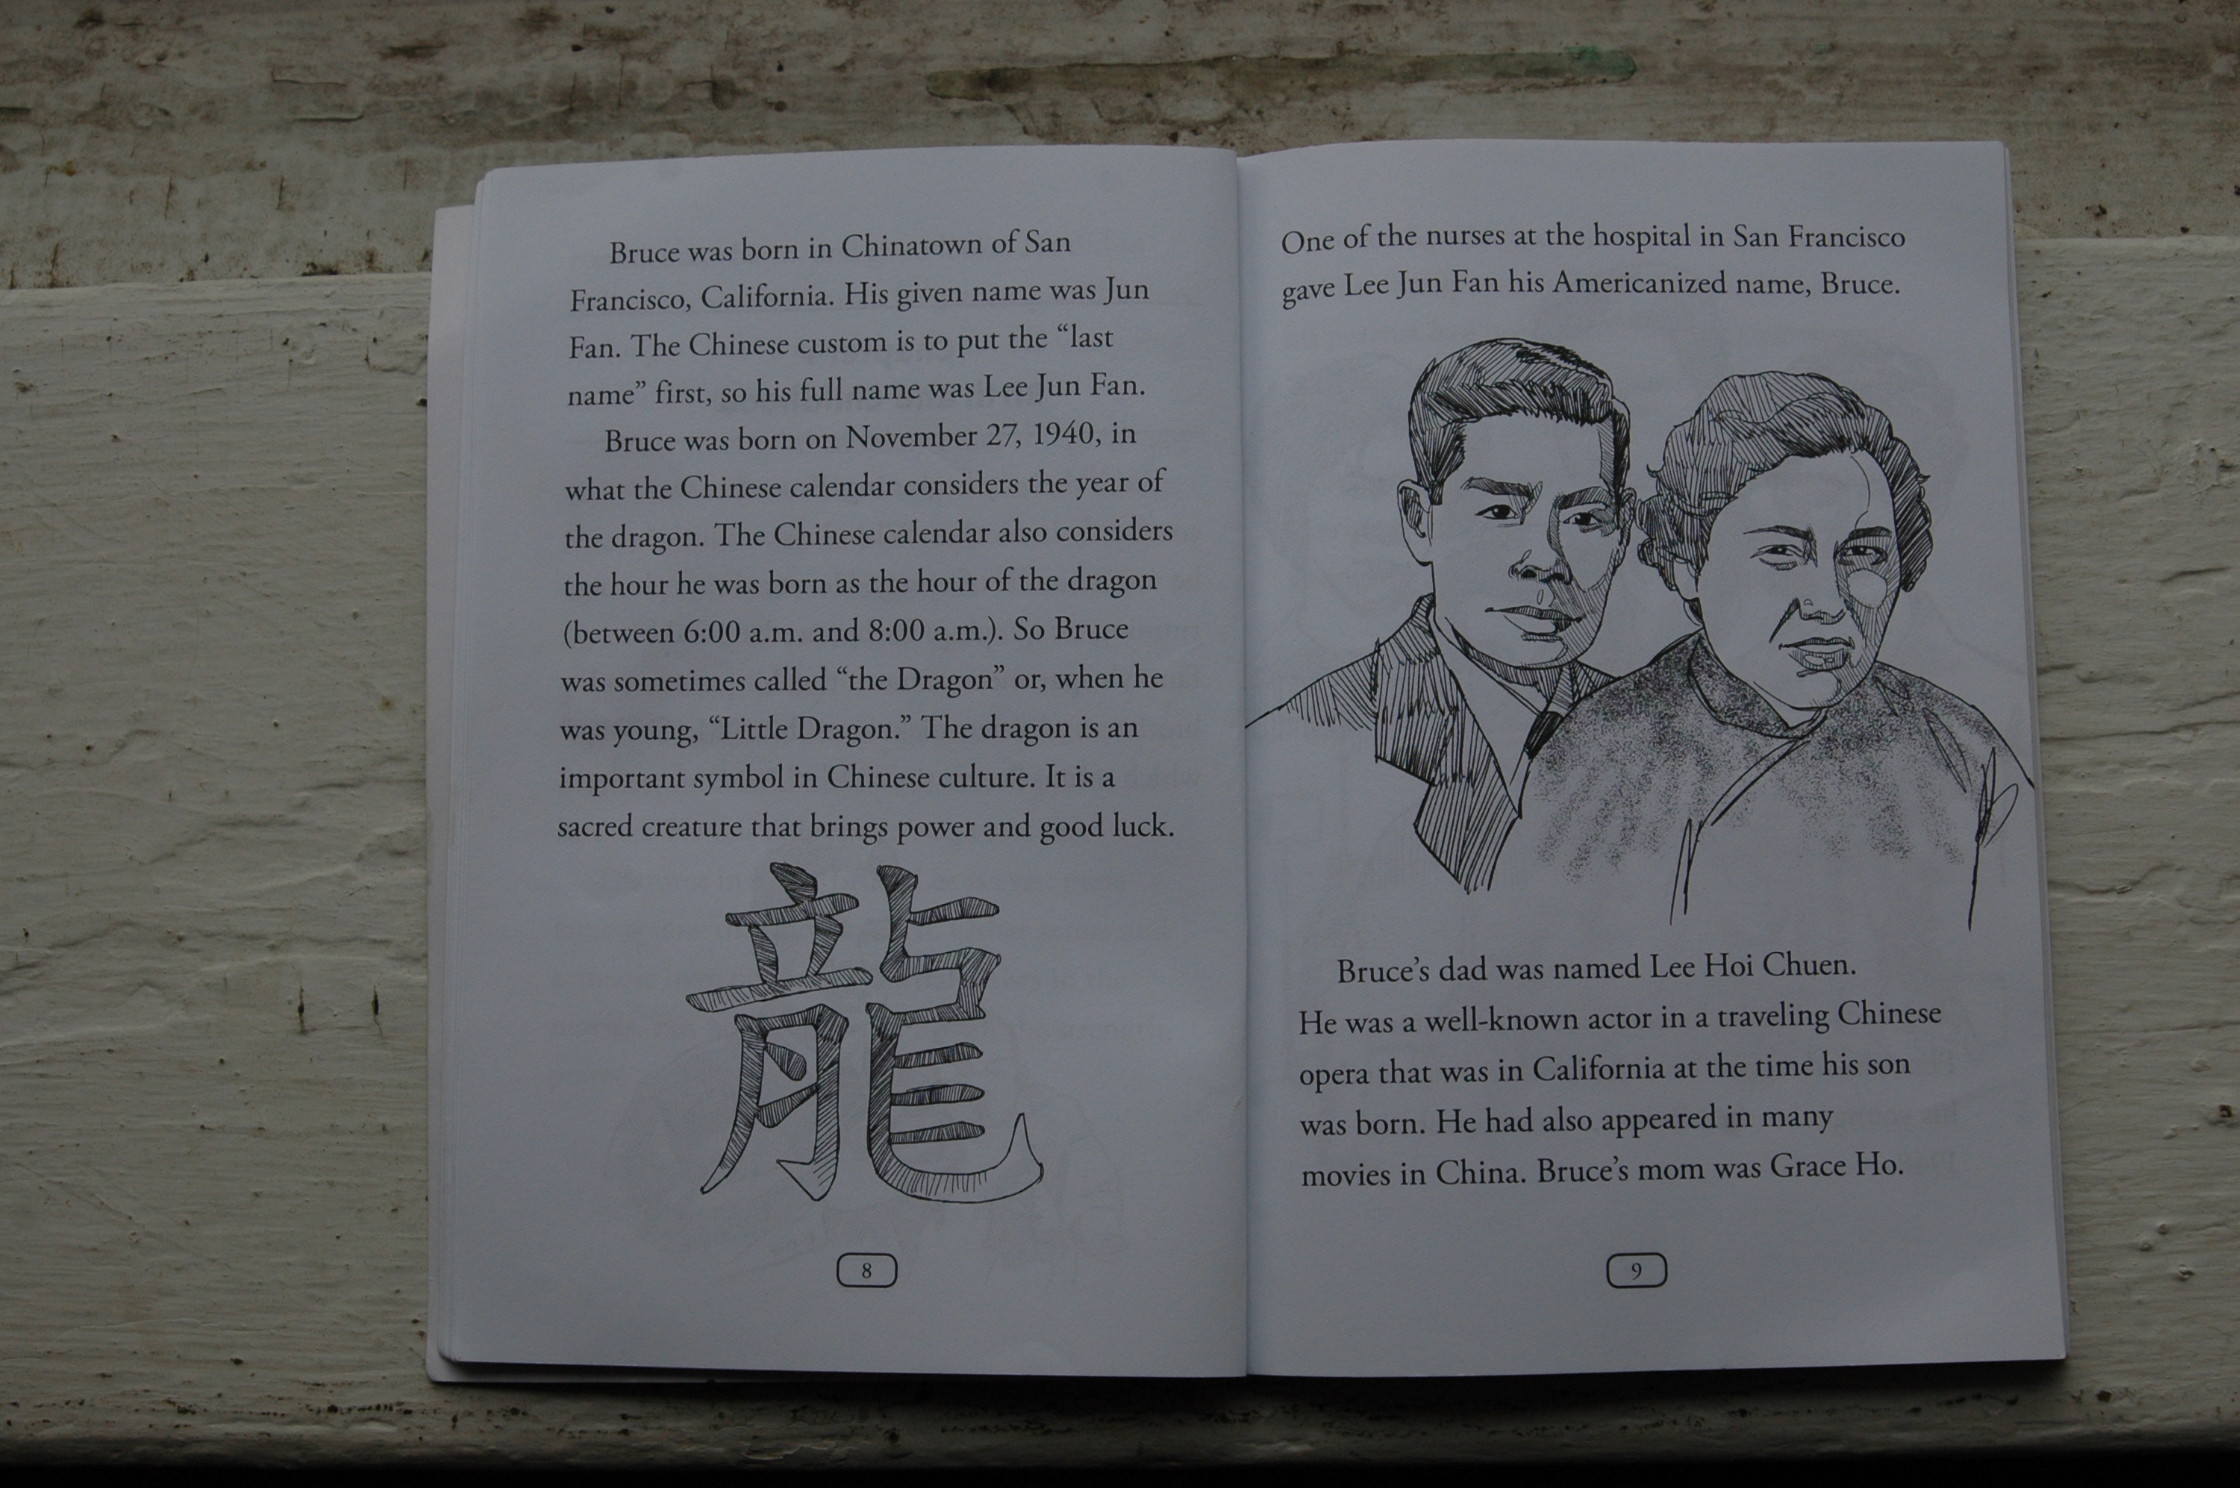 Bruce was born in Chinatown of San
Francisco, California. His given name was Jun
Fan. The Chinese custom is to put the “last
name” first, so his full name was Lee Jun Fan.
Bruce was born on November 27, 1940, in
what the Chinese calendar considers the year of
the dragon. The Chinese calendar also considers
the hour he was born as the hour of the dragon
(between 6:00 a.m. and 8:00 a.m.). So Bruce
was sometimes called “the Dragon” or, when he
was young, “Little Dragon.” The dragon is an
important symbol in Chinese culture. It is a
sacred creature that brings power and good luck.
龍
8
One of the nurses at the hospital in San Francisco
gave Lee Jun Fan his Americanized name, Bruce.
Bruce’s dad was named Lee Hoi Chuen.
He was a well-known actor in a traveling Chinese
opera that was in California at the time his son
was born. He had also appeared in many
movies in China. Bruce’s mom was Grace Ho.
9